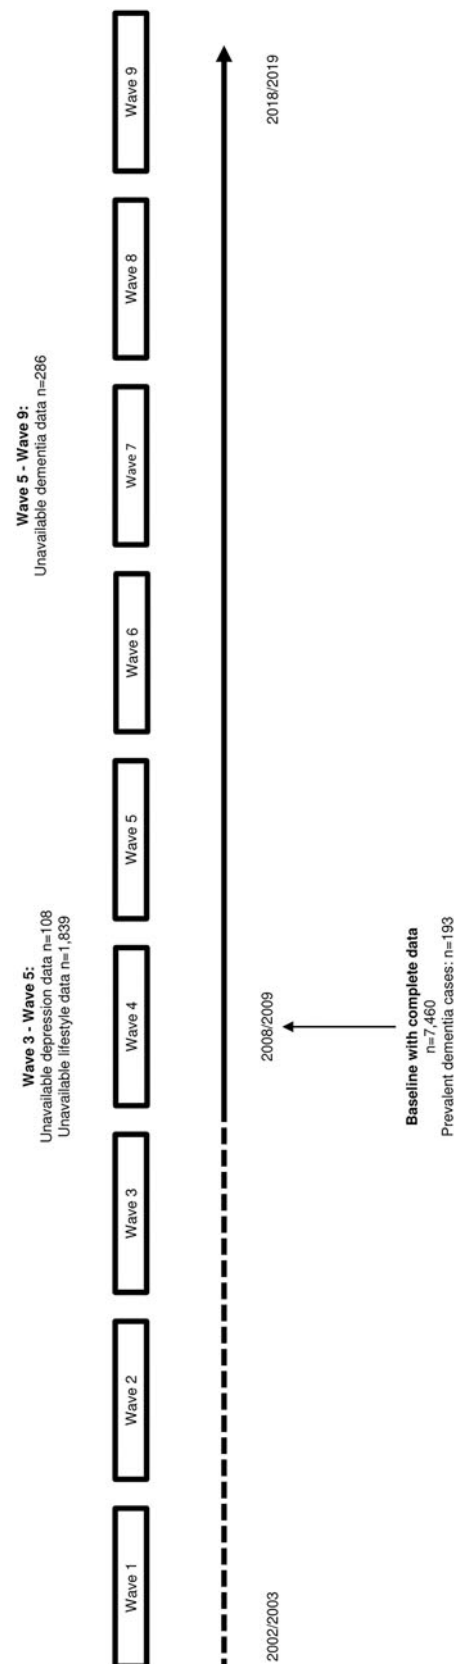 Wave 3 - Wave 5:
Unavailable depression data n=108
Unavailable lifestyle data n=1,839
Wave 5 - Wave 9:
Unavailable dementia data n=286
Wave 1
Wave 2
Wave 3
Wave 4
Wave 5
Wave 6
Wave 7
Wave 8
Wave 9
2002/2003
2008/2009
2018/2019
Baseline with complete data
n=7,460
Prevalent dementia cases: n=193